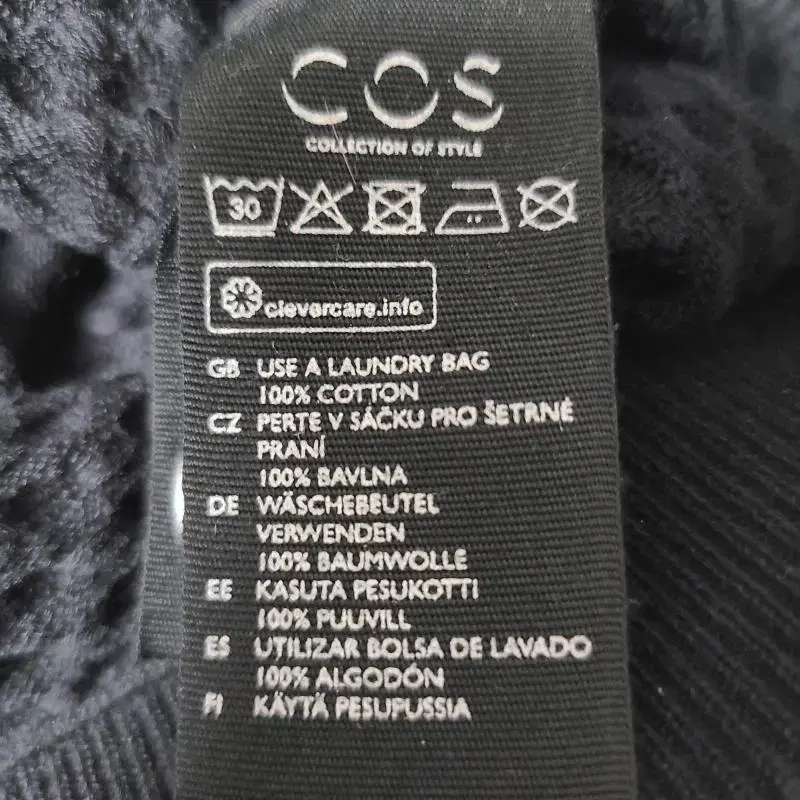 COS
COLLECTION OF STYLE
30
clevercare.info
GB USE A LAUNDRY BAG
100% COTTON
CZ PERTE V SÁČKU PRO ŠETRNÉ
PRANÍ
100% BAVLNA
DE WÄSCHEBEUTEL
VERWENDEN
100% BAUMWOLLE
EE KASUTA PESUKOTTI
100% PUUVILL
ES UTILIZAR BOLSA DE LAVADO
100% ALGODÓN
FI KÄYTÄ PESUPUSSIA